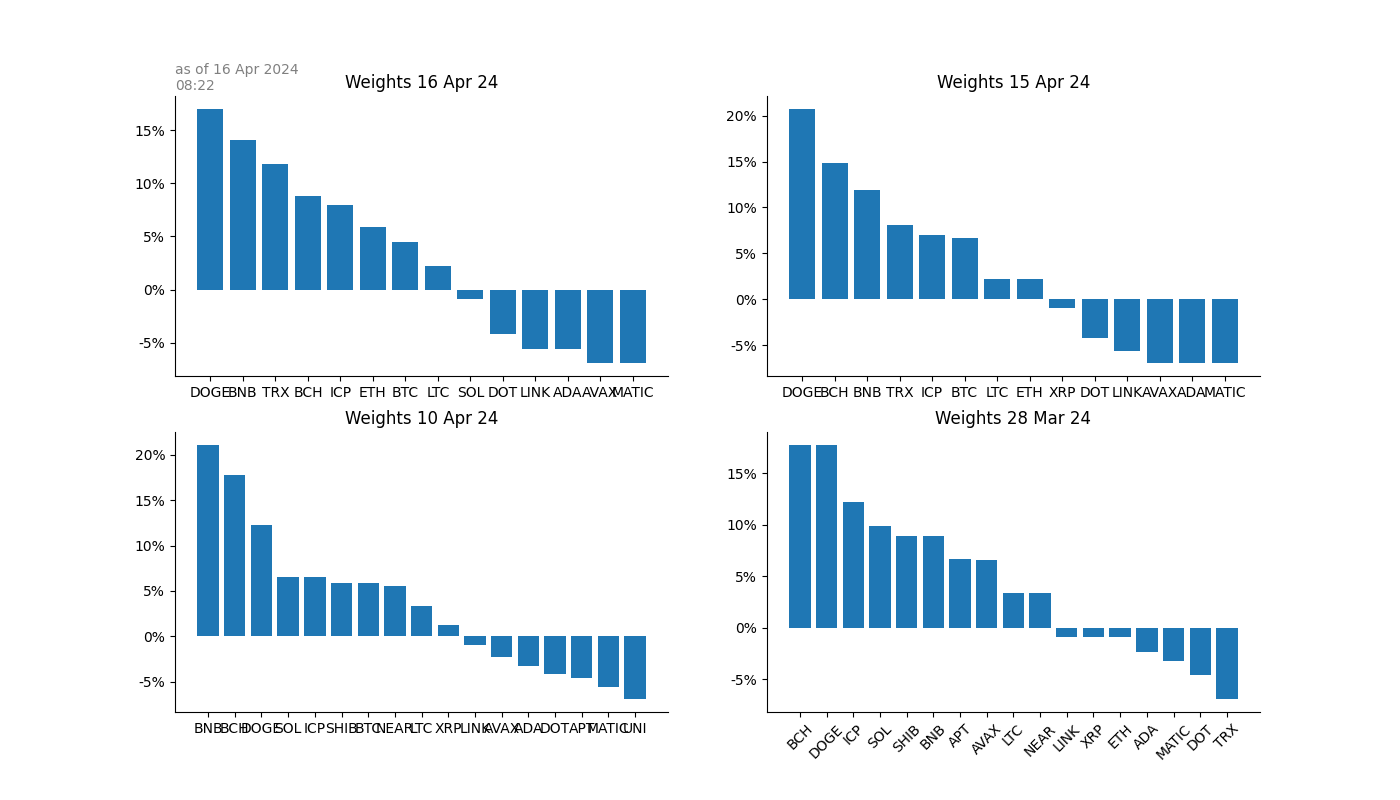 as of 16 Apr 2024
08:22
Weights 16 Apr 24
15%
10%
5%
0%
-5%
DOGE BNB TRX BCH ICP ETH BTC LTC SOL DOT LINK ADA AVAX MATIC
Weights 15 Apr 24
20%
15%
10%
5%
0%
-5%
DOGE BCH BNB TRX ICP BTC LTC ETH XRP DOT LINK AVAX ADA MATIC
Weights 10 Apr 24
20%
15%
10%
5%
0%
-5%
BNB BCH DOGE SOL ICP SHIB BTC NEAR LTC XRP LINK AVAX ADA DOT APT MATIC UNI
Weights 28 Mar 24
15%
10%
5%
0%
-5%
BCH DOGE ICP SOL SHIB BNB APT AVAX LTC NEAR LINK XRP ETH ADA MATIC DOT TRX